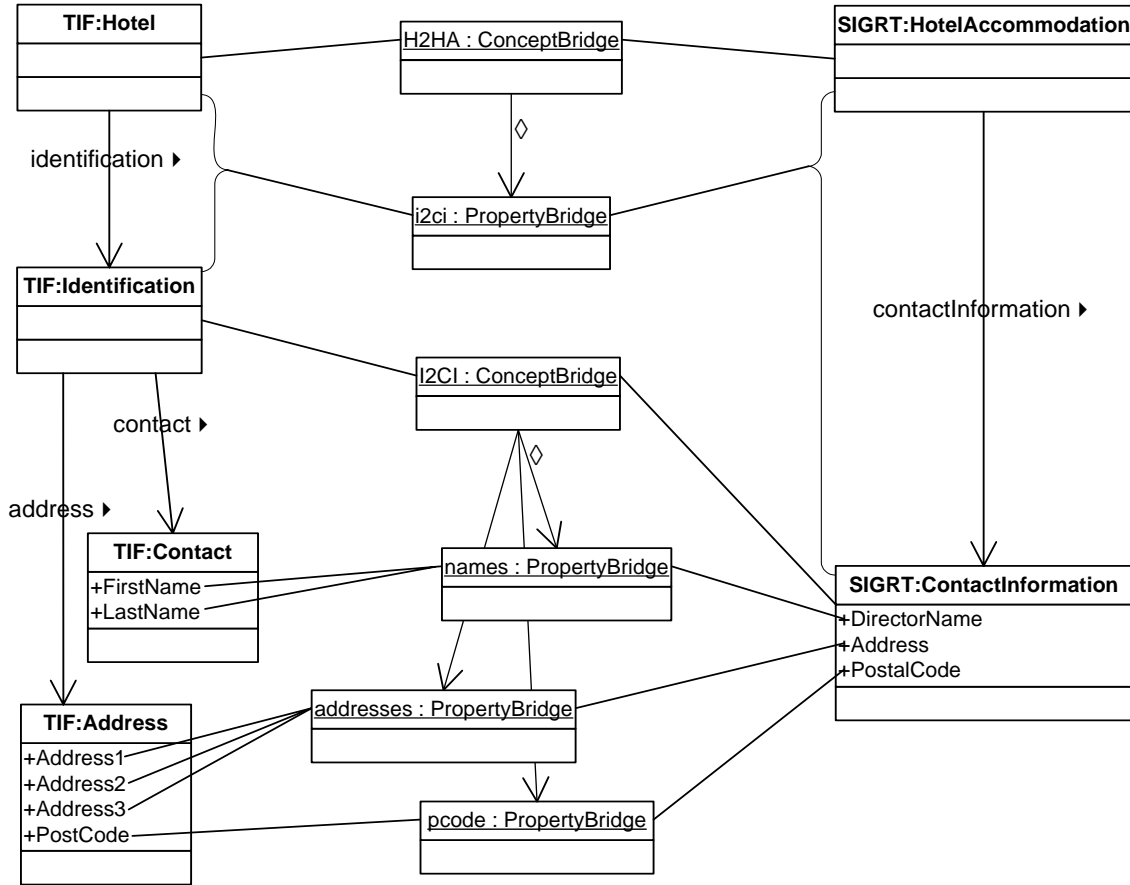 TIF:Hotel
H2HA : ConceptBridge
SIGRT:HotelAccommodation
◊
identification ▸
i2ci : PropertyBridge
TIF:Identification
contactInformation ▸
I2CI : ConceptBridge
contact ▸
◊
address ▸
TIF:Contact
+FirstName
+LastName
names : PropertyBridge
SIGRT:ContactInformation
+DirectorName
+Address
+PostalCode
addresses : PropertyBridge
TIF:Address
+Address1
+Address2
+Address3
+PostCode
pcode : PropertyBridge